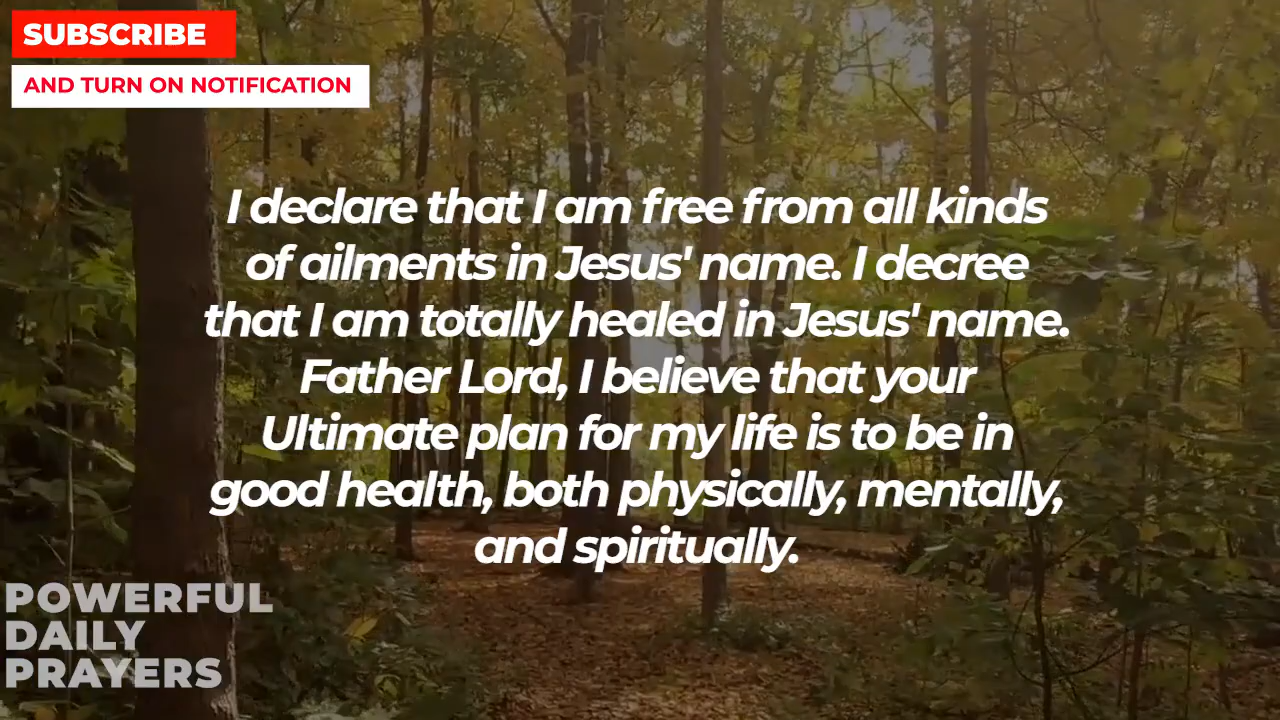 SUBSCRIBE
AND TURN ON NOTIFICATION
I declare that I am free from all kinds
of ailments in Jesus' name. I decree
that I am totally healed in Jesus' name.
Father Lord, I believe that your
Ultimate plan for my life is to be in
good health, both physically, mentally,
and spiritually.
POWERFUL
DAILY
PRAYERS